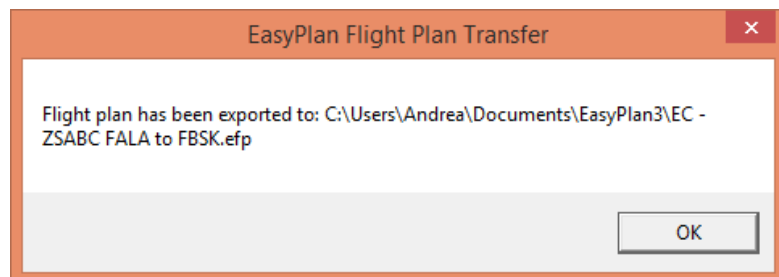 EasyPlan Flight Plan Transfer
Flight plan has been exported to: C:\Users\Andrea\Documents\EasyPlan3\EC -
ZSABC FALA to FBSK.efp
OK